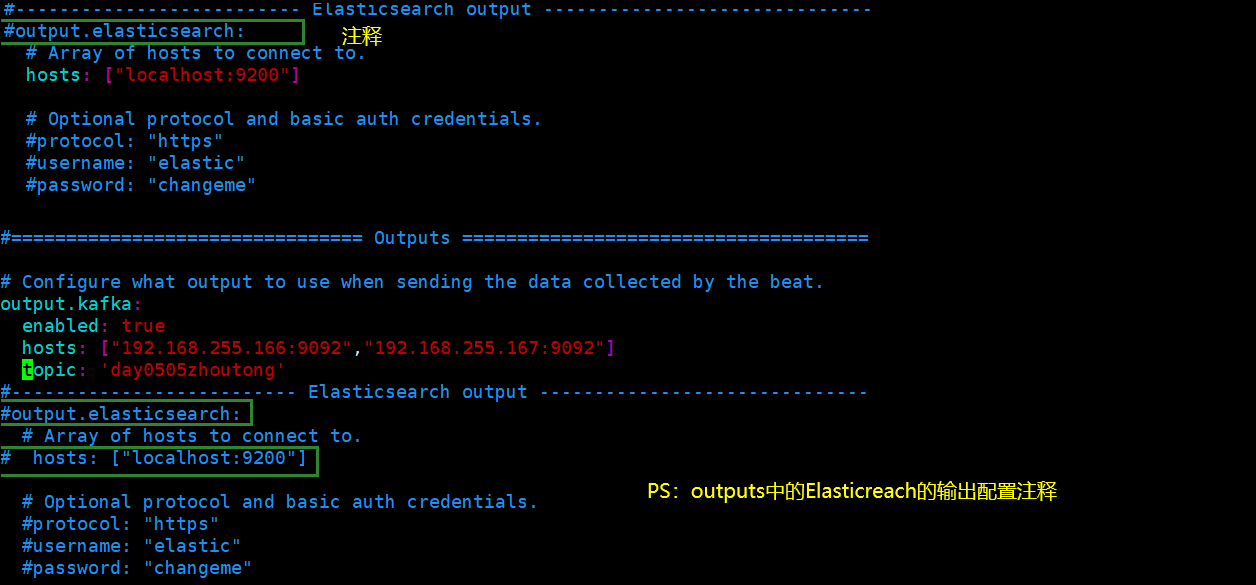 #-------------------------- Elasticsearch output ------------------------------
#output.elasticsearch: 注释
# Array of hosts to connect to.
hosts: ["localhost:9200"]
# Optional protocol and basic auth credentials.
#protocol: "https"
#username: "elastic"
#password: "changeme"
#================================ Outputs =====================================
# Configure what output to use when sending the data collected by the beat.
output.kafka:
enabled: true
hosts: ["192.168.255.166:9092","192.168.255.167:9092"]
topic: 'day0505zhoutong'
#-------------------------- Elasticsearch output ------------------------------
#output.elasticsearch:
# Array of hosts to connect to.
#  hosts: ["localhost:9200"]
PS：outputs中的Elasticreach的输出配置注释
# Optional protocol and basic auth credentials.
#protocol: "https"
#username: "elastic"
#password: "changeme"